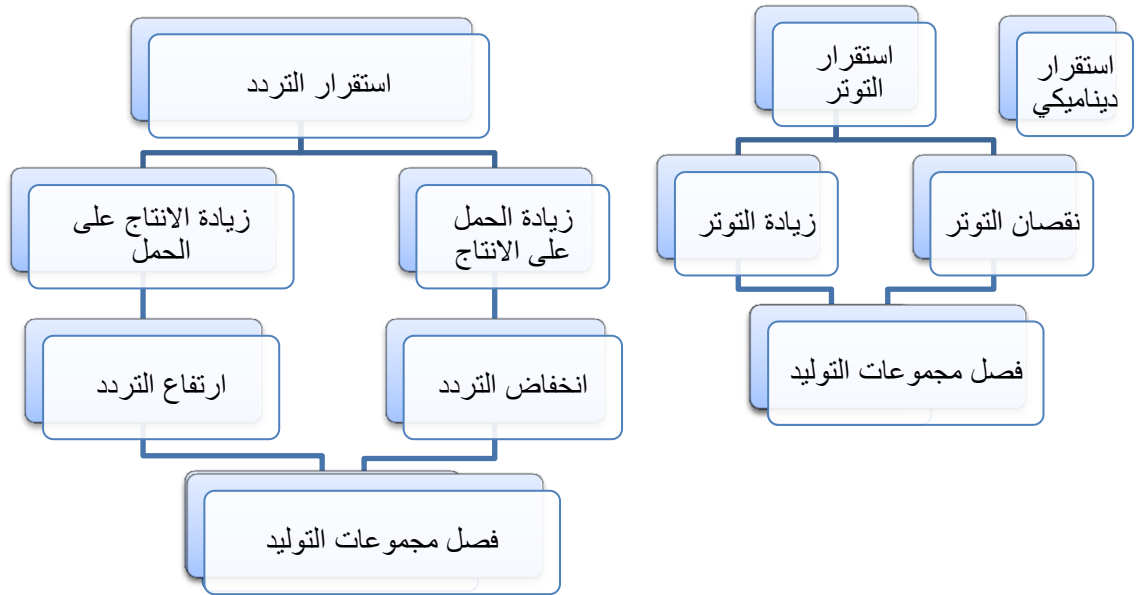 استقرار ديناميكي
استقرار
التوتر
نقصان التوتر
زيادة التوتر
فصل مجموعات التوليد
استقرار التردد
زيادة الحمل
على الانتاج
زيادة الانتاج على
الحمل
انخفاض التردد
ارتفاع التردد
فصل مجموعات التوليد